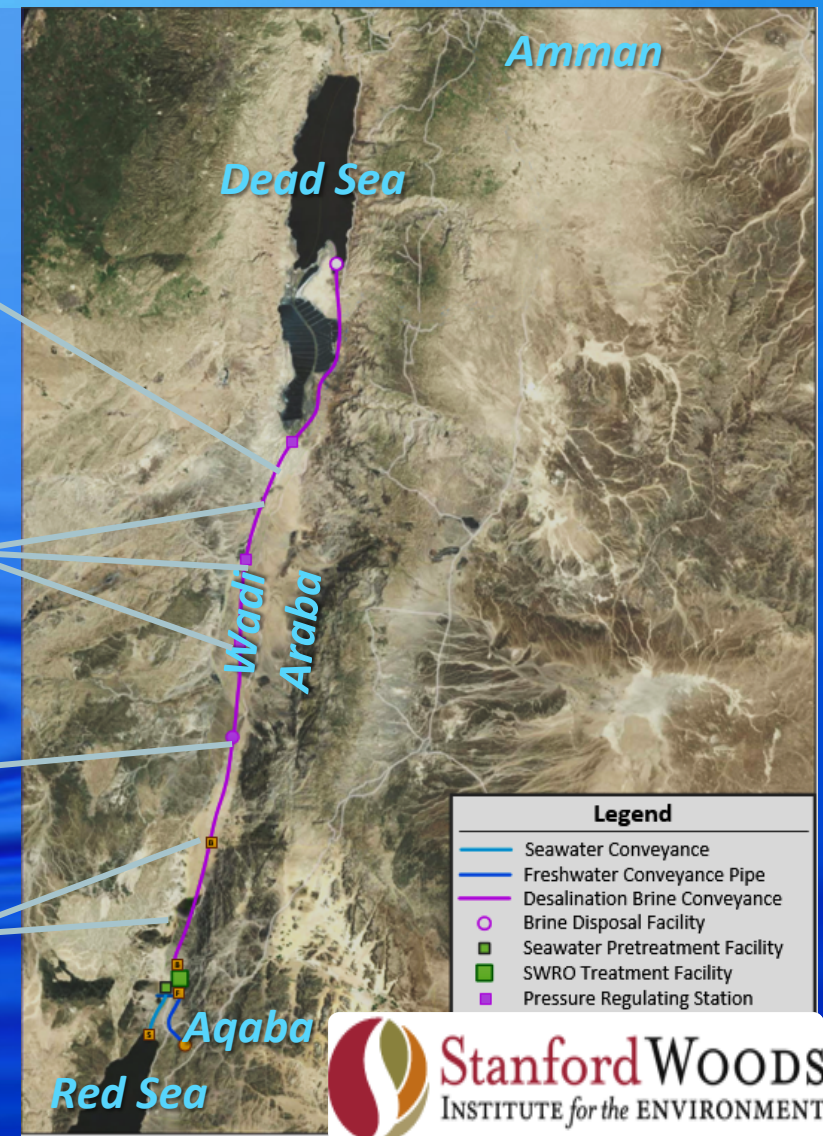 Amman
Dead Sea
Wadi
Araba
Legend
Seawater Conveyance
Freshwater Conveyance Pipe
Desalination Brine Conveyance
Brine Disposal Facility
Seawater Pretreatment Facility
SWRO Treatment Facility
Pressure Regulating Station
B
B
F
S
Aqaba
Red Sea
Stanford WOODS
INSTITUTE for the ENVIRONMENT